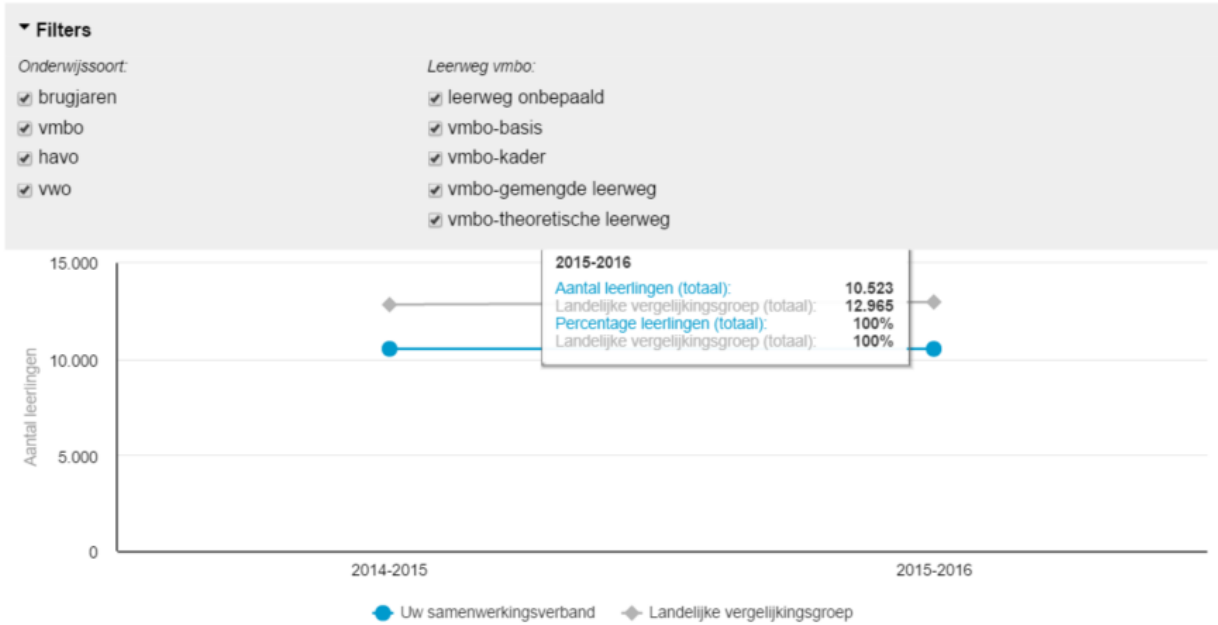 Filters
Onderwijssoort:
brugjaren
vmbo
havo
vwo
Leerweg vmbo:
leerweg onbepaald
vmbo-basis
vmbo-kader
vmbo-gemengde leerweg
vmbo-theoretische leerweg
15.000
10.000
5.000
0
Aantal leerlingen
2015-2016
Aantal leerlingen (totaal): 10.523
Landelijke vergelijkingsgroep (totaal): 12.965
Percentage leerlingen (totaal): 100%
Landelijke vergelijkingsgroep (totaal): 100%
2014-2015
2015-2016
Uw samenwerkingsverband
Landelijke vergelijkingsgroep